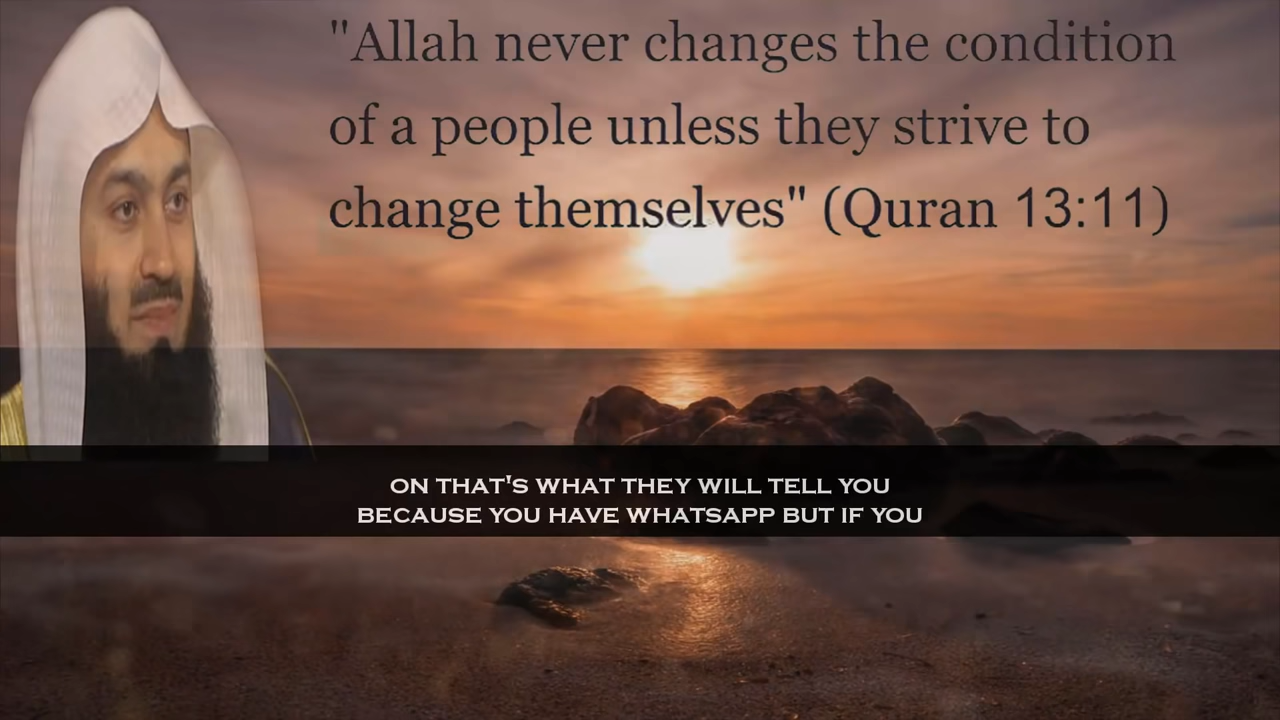 "Allah never changes the condition
of a people unless they strive to
change themselves" (Quran 13:11)
ON THAT'S WHAT THEY WILL TELL YOU
BECAUSE YOU HAVE WHATSAPP BUT IF YOU